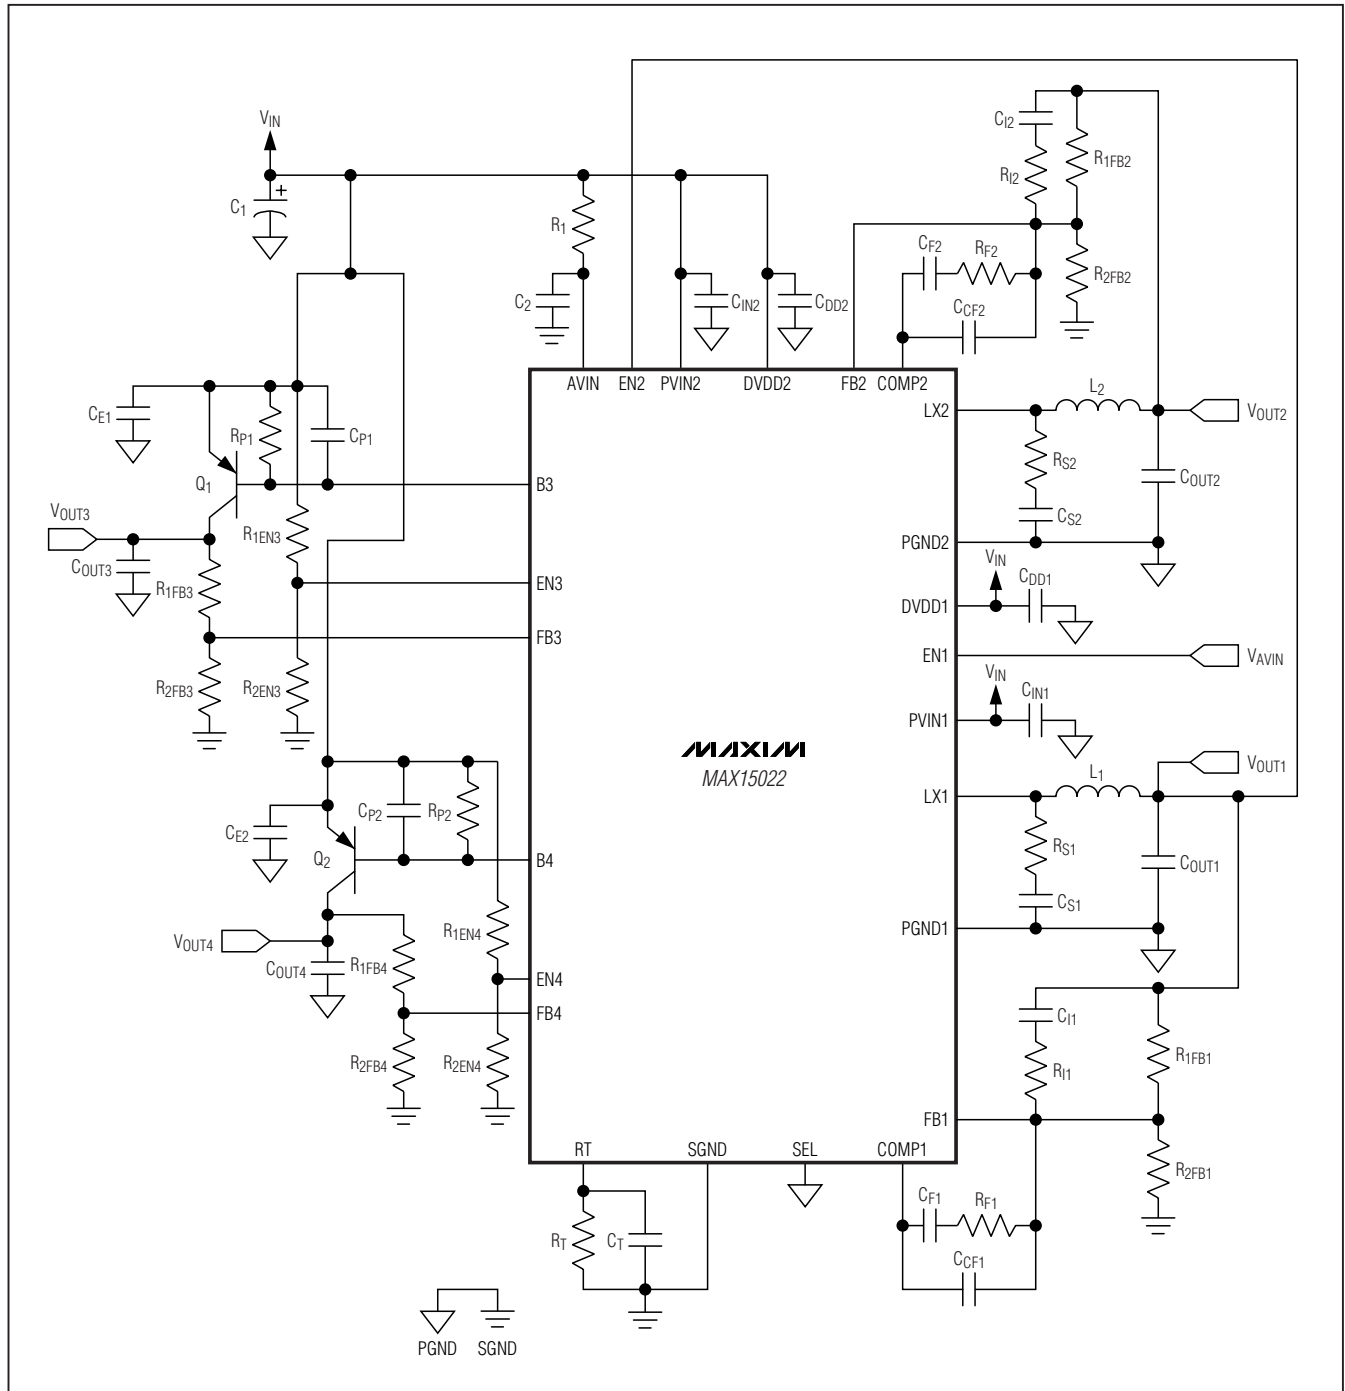 VIN
C1
+
R1
C2
CIN2
CDD2
CI2
RI2
R1FB2
CF2
RF2
R2FB2
CCF2
AVIN EN2 PVIN2 DVDD2 FB2 COMP2
CE1
RP1
CP1
Q1
B3
VOUT3
COUT3
R1EN3
R1FB3
EN3
FB3
R2FB3
R2EN3
LX2
L2
VOUT2
RS2
COUT2
CS2
PGND2
VIN
CDD1
DVDD1
EN1
VAVIN
VIN
CIN1
PVIN1
MAXIM
MAX15022
VOUT1
L1
LX1
RS1
COUT1
CS1
PGND1
CP2
RP2
CE2
Q2
B4
R1EN4
VOUT4
COUT4
R1FB4
EN4
FB4
R2FB4
R2EN4
CI1
RI1
R1FB1
FB1
R2FB1
RT SGND SEL COMP1
CF1
RF1
CCF1
RT
CT
PGND SGND